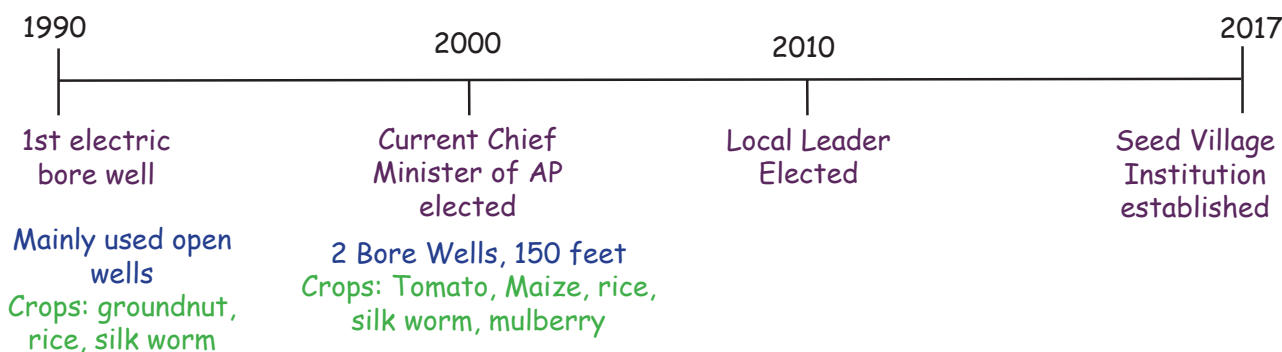 1990
2000
2010
2017
1st electric
bore well
Mainly used open
wells
Crops: groundnut,
rice, silk worm
Current Chief
Minister of AP
elected
2 Bore Wells, 150 feet
Crops: Tomato, Maize, rice,
silk worm, mulberry
Local Leader
Elected
Seed Village
Institution
established